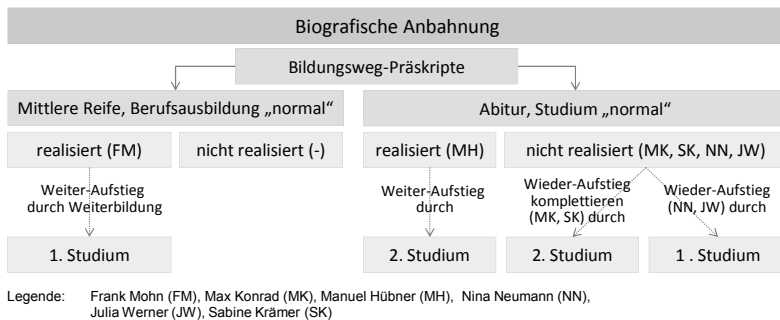 Biografische Anbahnung
Bildungsweg-Präskripte
Mittlere Reife, Berufsausbildung „normal“
Abitur, Studium „normal“
realisiert (FM)
nicht realisiert (-)
realisiert (MH)
nicht realisiert (MK, SK, NN, JW)
Weiter-Aufstieg
durch Weiterbildung
Weiter-Aufstieg
durch
Wieder-Aufstieg
komplettieren
(MK, SK) durch
Wieder-Aufstieg
(NN, JW) durch
1. Studium
2. Studium
2. Studium
1 . Studium
Legende: Frank Mohn (FM), Max Konrad (MK), Manuel Hübner (MH), Nina Neumann (NN),
Julia Werner (JW), Sabine Krämer (SK)